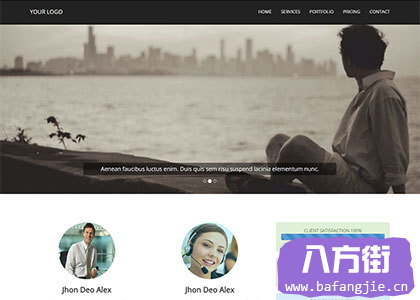 YOUR LOGO
HOME SERVICES PORTFOLIO PRICING CONTACT
Aenean faucibus luctus enim. Duis quis sem risu suspend lacinia elementum nunc.
Jhon Deo Alex
Jhon Deo Alex
CLIENT SATISFACTION 100%
八方街
www.bafangjie.cn